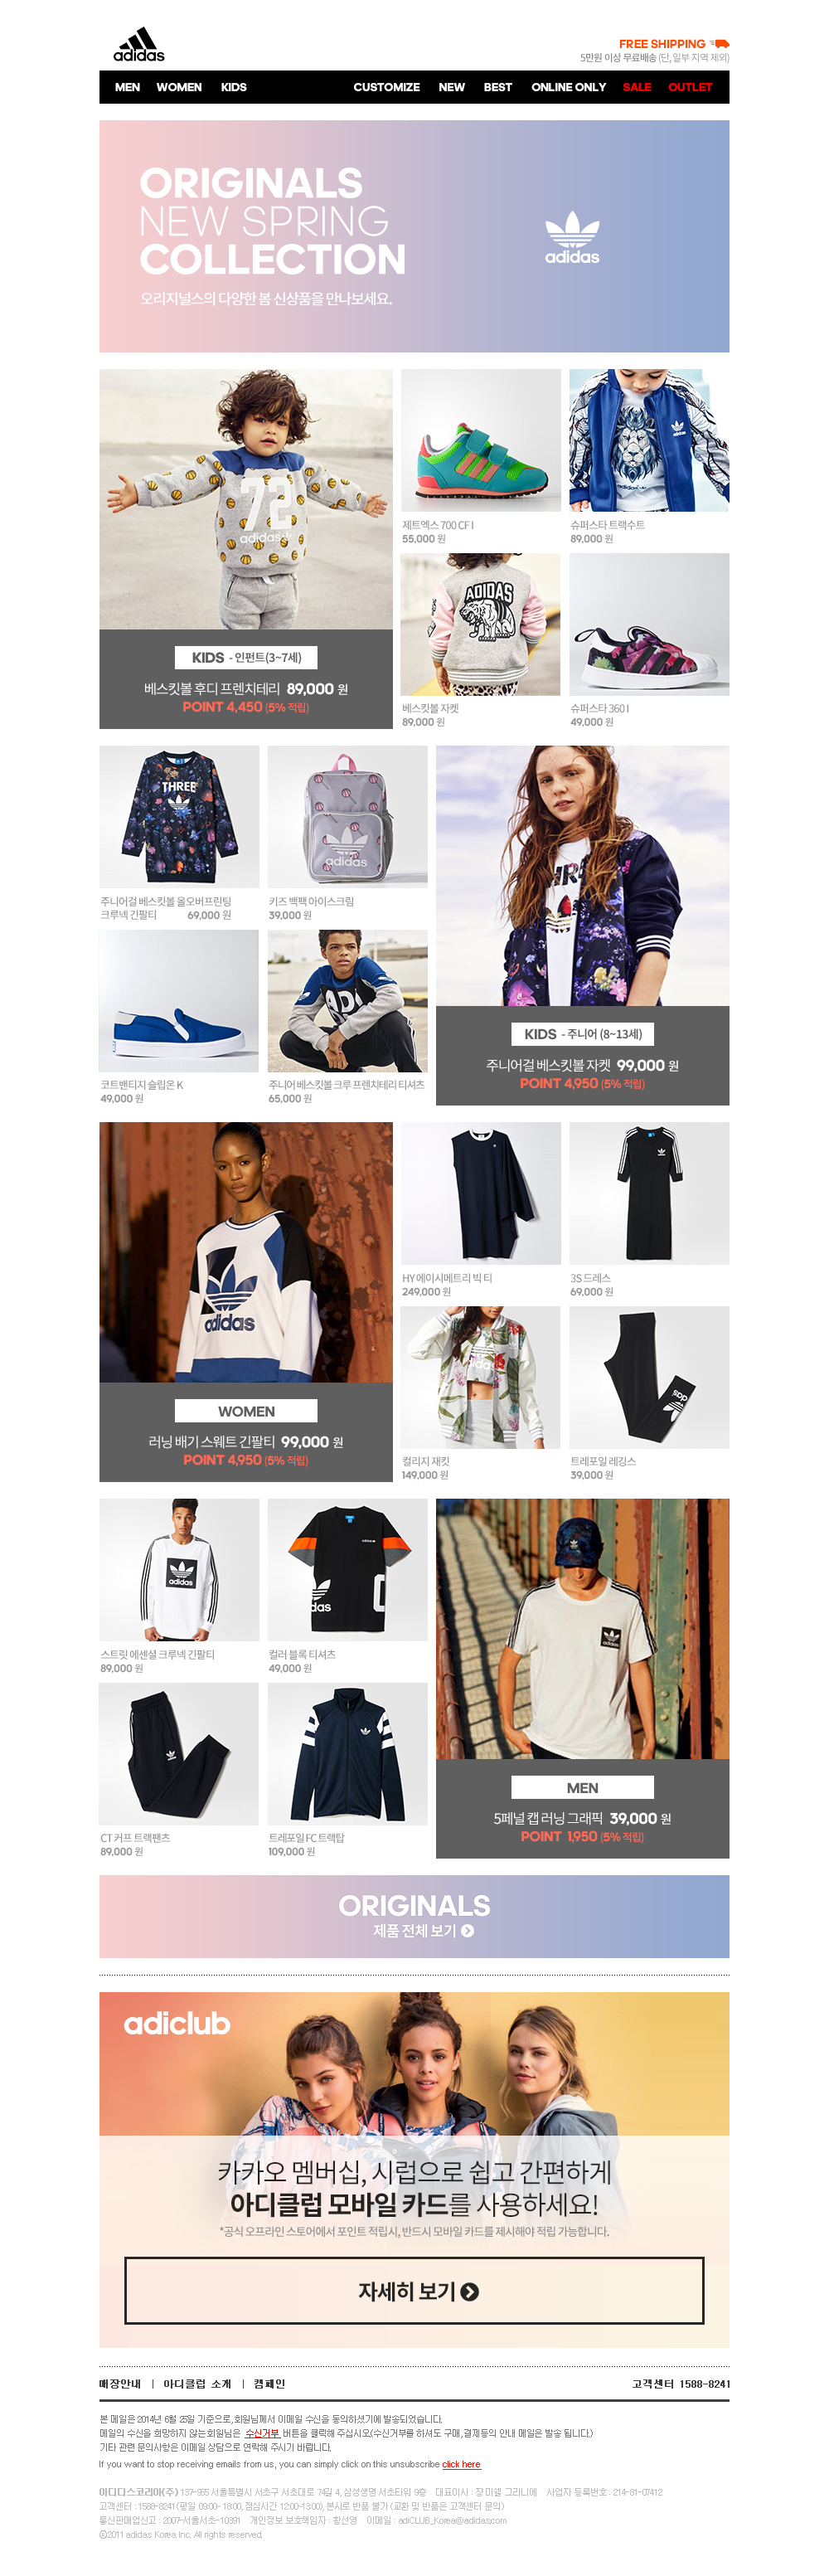 adidas
FREE SHIPPING
5만원 이상 무료배송 (단, 일부 지역 제외)
MEN WOMEN KIDS CUSTOMIZE NEW BEST ONLINE ONLY SALE OUTLET
ORIGINALS
NEW SPRING
COLLECTION
오리지널스의 다양한 봄 신상품을 만나보세요.
adidas
72
adidas
KIDS - 인펀트(3~7세)
베스킷볼 후디 프렌치테리 89,000 원
POINT 4,450 (5% 적립)
제트엑스 700 CF I
55,000 원
adidas
슈퍼스타 트랙수트
89,000 원
ADIDAS
베스킷볼 자켓
89,000 원
슈퍼스타 360 I
49,000 원
THREE
주니어걸 베스킷볼 올오버프린팅
크루넥 긴팔티 69,000 원
adidas
키즈 백팩 아이스크림
39,000 원
코트밴티지 슬립온 K
49,000 원
주니어 베스킷볼 크루 프렌치테리 티셔츠
65,000 원
KIDS - 주니어 (8~13세)
주니어걸 베스킷볼 자켓 99,000 원
POINT 4,950 (5% 적립)
adidas
WOMEN
러닝 배기 스웨트 긴팔티 99,000 원
POINT 4,950 (5% 적립)
HY 에이시메트리 빅 티
249,000 원
3S 드레스
69,000 원
컬리지 재킷
149,000 원
트레포일 레깅스
39,000 원
adidas
스트릿 에센셜 크루넥 긴팔티
89,000 원
컬러 블록 티셔츠
49,000 원
CT 커프 트랙팬츠
89,000 원
트레포일 FC 트랙탑
109,000 원
MEN
5페널 캡 러닝 그래픽 39,000 원
POINT 1,950 (5% 적립)
ORIGINALS
제품 전체 보기
adiclub
카카오 멤버십, 시럽으로 쉽고 간편하게
아디클럽 모바일 카드를 사용하세요!
*공식 오프라인 스토어에서 포인트 적립시, 반드시 모바일 카드를 제시해야 적립 가능합니다.
자세히 보기
매장안내 | 아디클럽 소개 | 캠페인 고객센터 1588-8241
본 메일은 2014년 6월 25일 기준으로,회원님께서 이메일 수신을 동의하셨기에 발송되었습니다.
메일의 수신을 희망하지 않는회원님은 수신거부 버튼을 클릭해 주십시오(수신거부를 하셔도 구매,결제등의 안내 메일은 발송 됩니다.)
기타 관련 문의사항은 이메일 상담으로 연락해 주시기 바랍니다.
If you want to stop receiving emails from us, you can simply click on this unsubscribe click here
아디다스코리아(주) 137-955 서울특별시 서초구 서초대로 74길 4, 삼성생명 서초타워 9층 대표이사 : 쟝 미쉘 그러니에 사업자 등록번호 : 214-81-07412
고객센터 : 1588-8241(평일 09:00~ 18:00, 점심시간 12:00-13:00), 본사로 반품 불가 (교환 및 반품은 고객센터 문의)
통신판매업신고 : 2007-서울서초-10391 개인정보 보호책임자 : 황선영 이메일 : adiCLUB_Korea@adidas.com
©2011 adidas Korea Inc, All rights reserved.